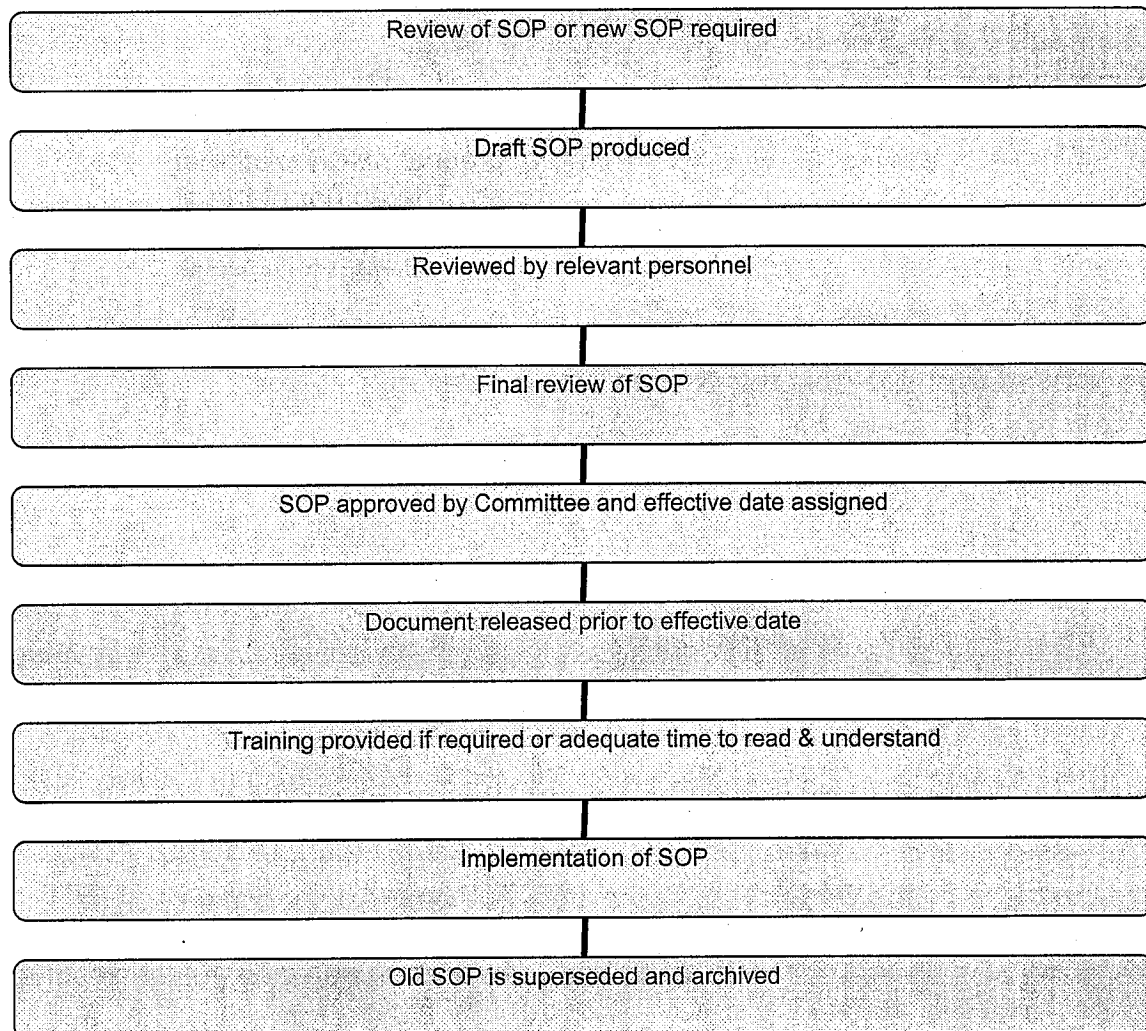 Review of SOP or new SOP required
Draft SOP produced
Reviewed by relevant personnel
Final review of SOP
SOP approved by Committee and effective date assigned
Document released prior to effective date
Training provided if required or adequate time to read & understand
Implementation of SOP
Old SOP is superseded and archived